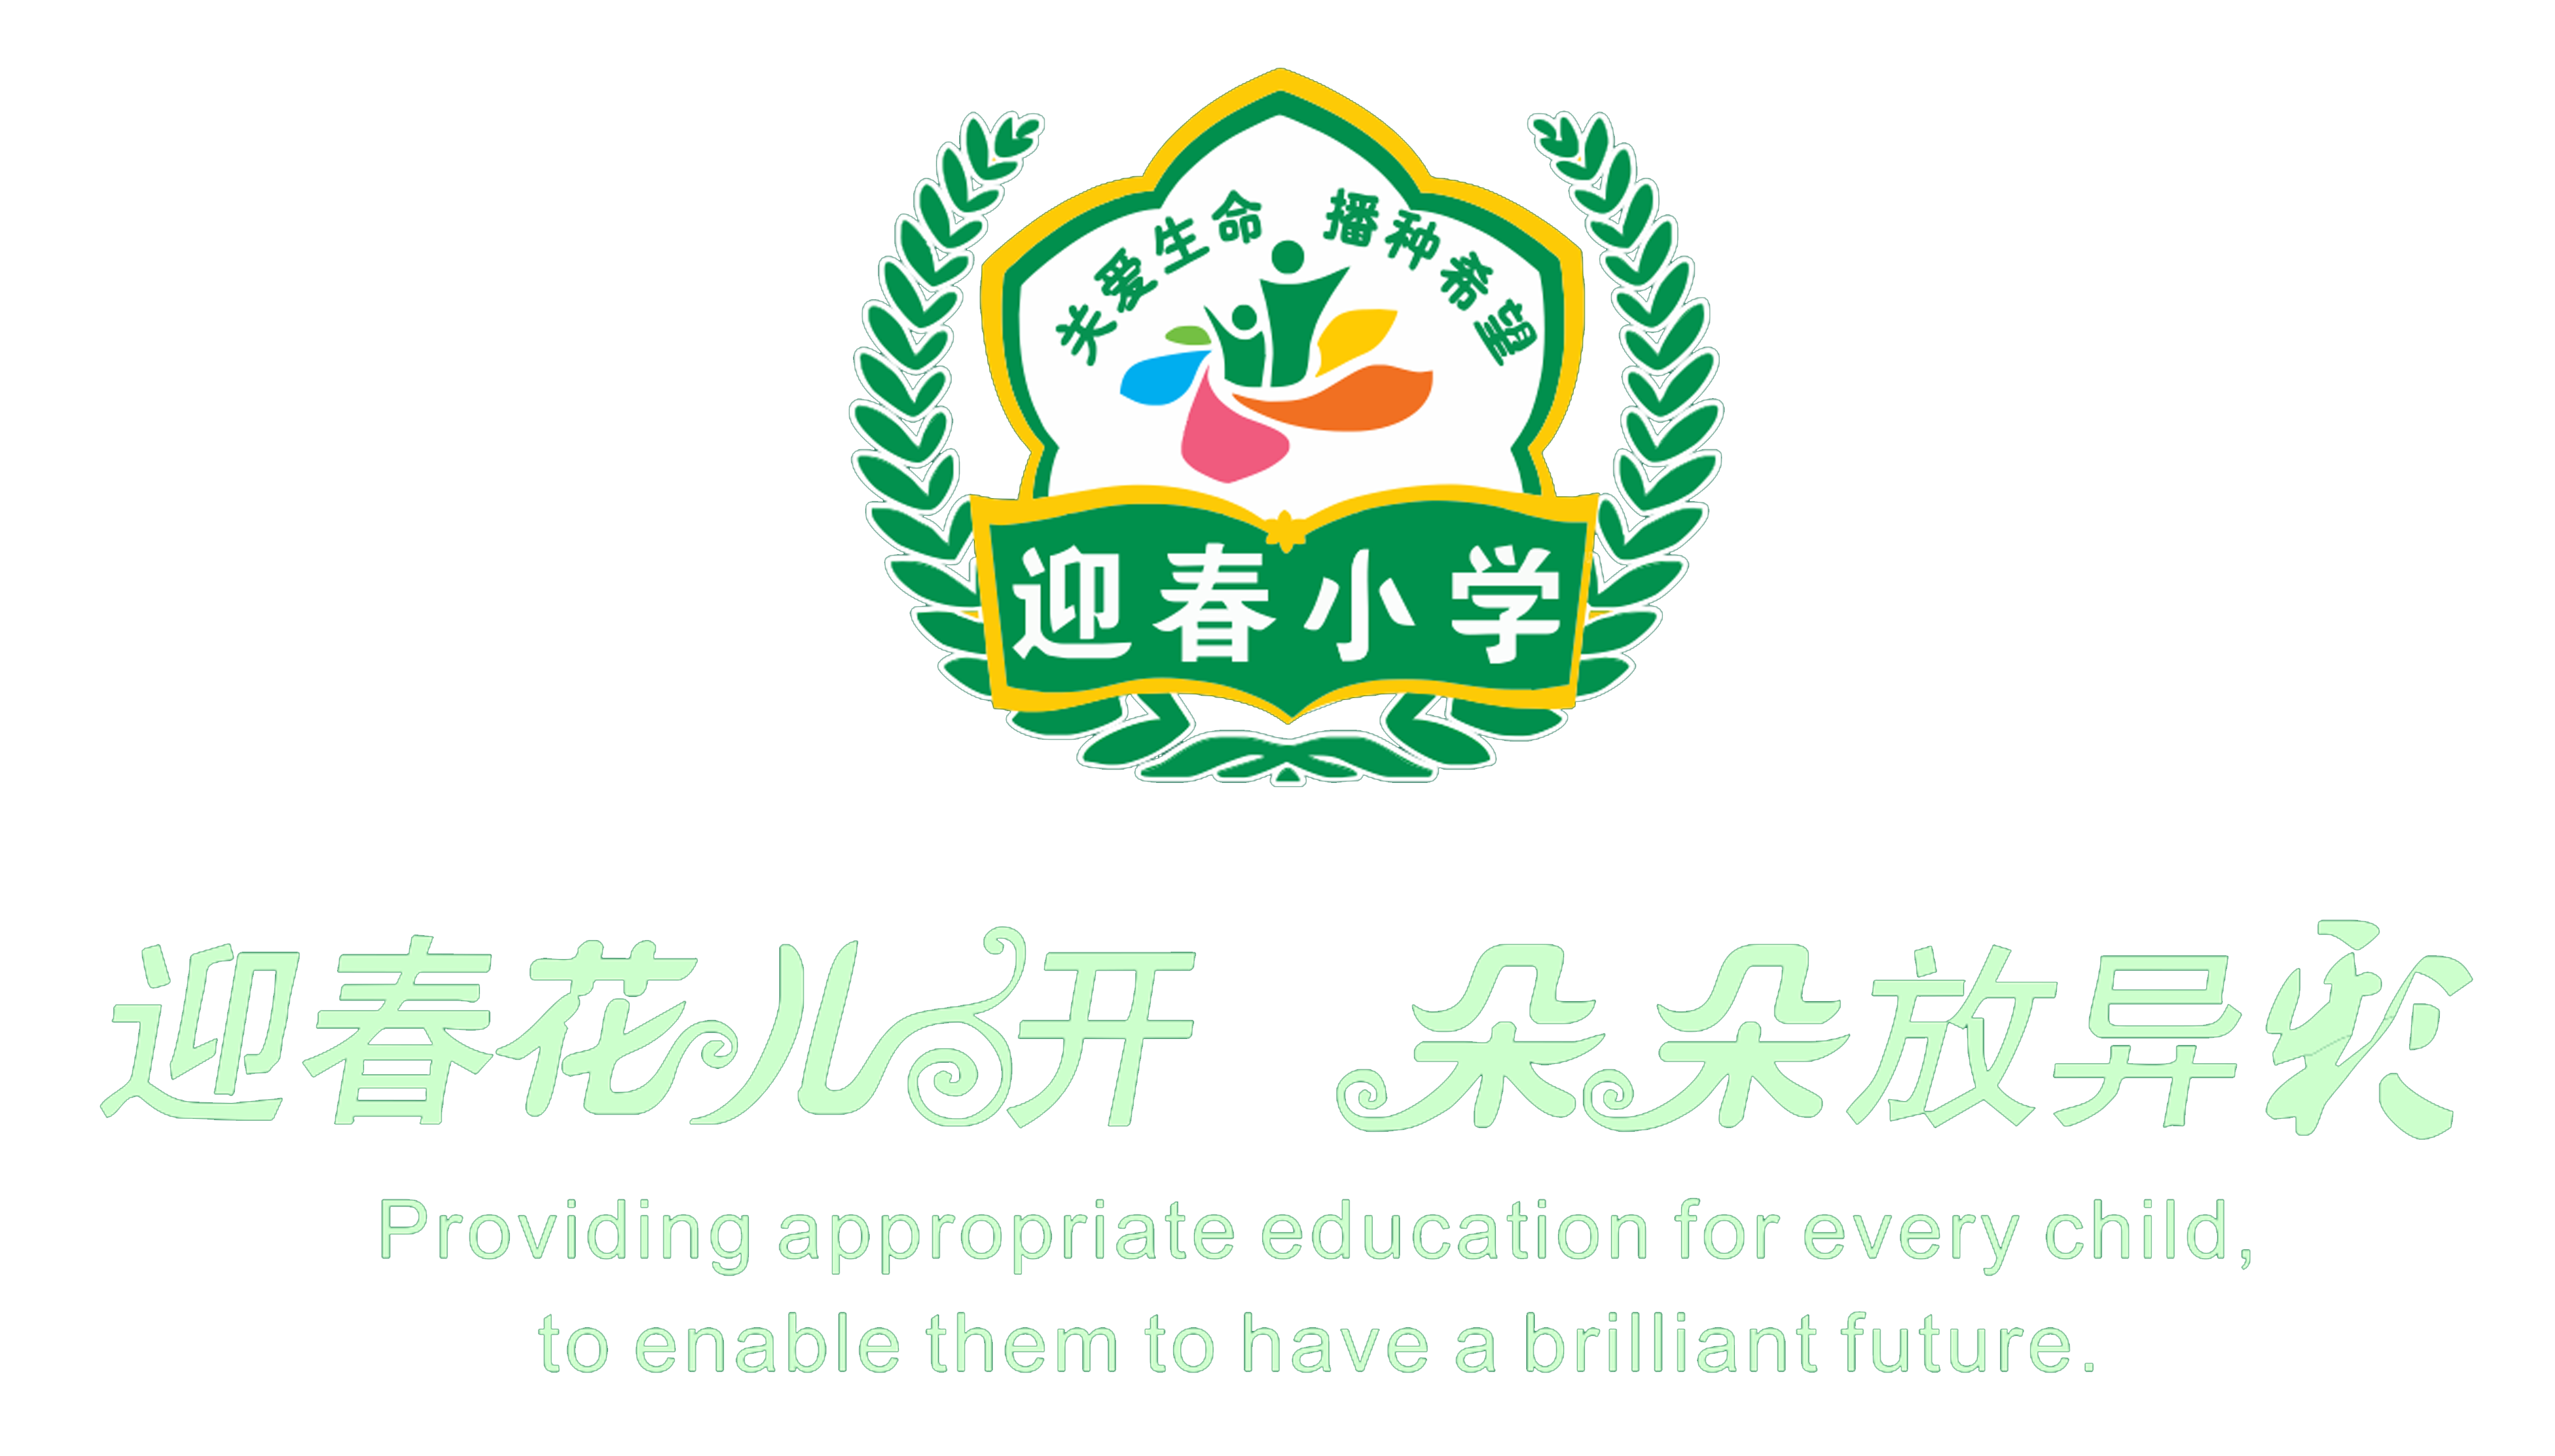 关爱生命 播种希望
迎春小学
迎春花儿开 朵朵放异彩
Providing appropriate education for every child,
to enable them to have a brilliant future.